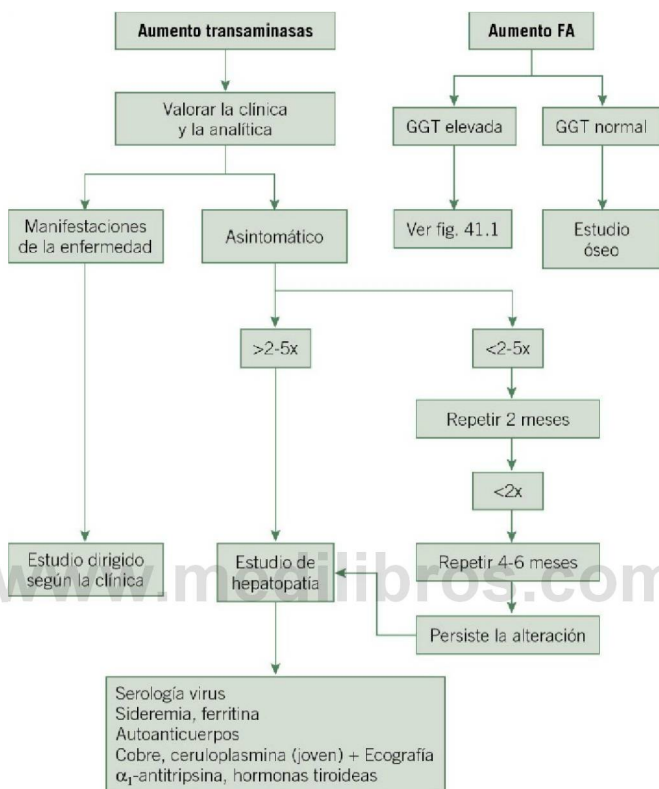 Aumento transaminasas
Aumento FA
Valorar la clínica
y la analítica
GGT elevada
GGT normal
Manifestaciones
de la enfermedad
Asintomático
Ver fig. 41.1
Estudio
óseo
>2-5x
<2-5x
Repetir 2 meses
<2x
Estudio dirigido
según la clínica
Estudio de
hepatopatía
Repetir 4-6 meses
www.medilibros.com
Persiste la alteración
Serología virus
Sideremia, ferritina
Autoanticuerpos
Cobre, ceruloplasmina (joven) + Ecografía
α₁-antitripsina, hormonas tiroideas